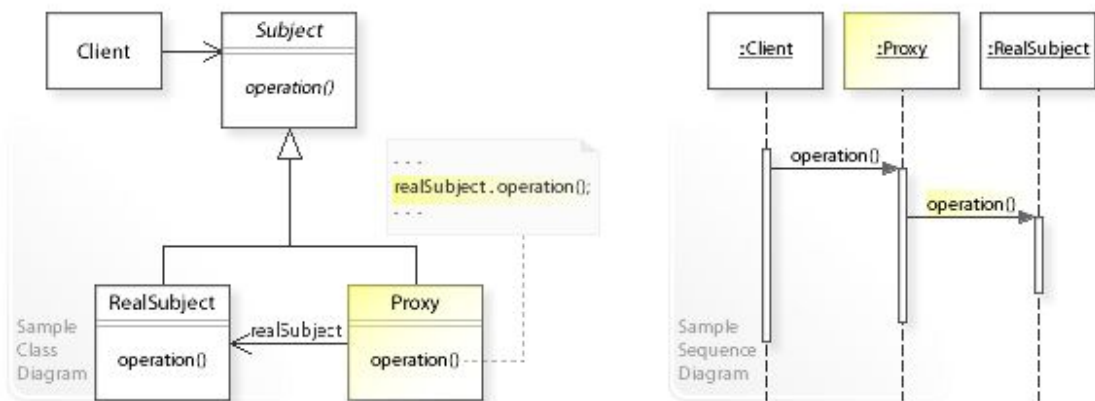 Client
Subject
operation()
- - -
realSubject.operation();
- - -
RealSubject
operation()
realSubject
Proxy
operation()
Sample
Class
Diagram
:Client
:Proxy
:RealSubject
operation()
operation()
Sample
Sequence
Diagram